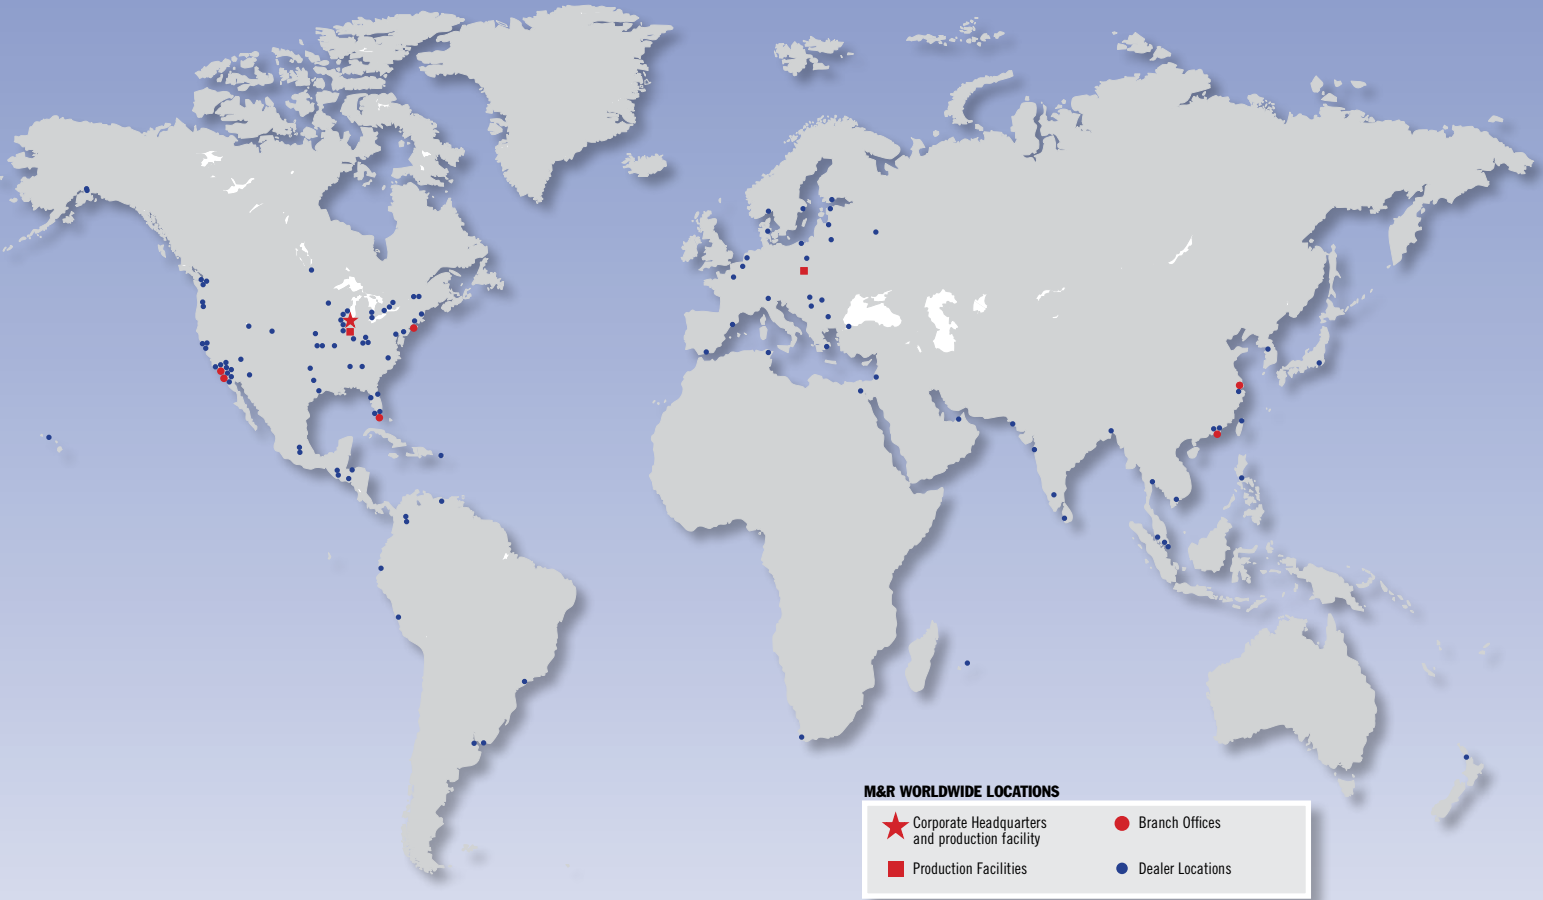 M&R WORLDWIDE LOCATIONS
Corporate Headquarters
and production facility
Branch Offices
Production Facilities
Dealer Locations